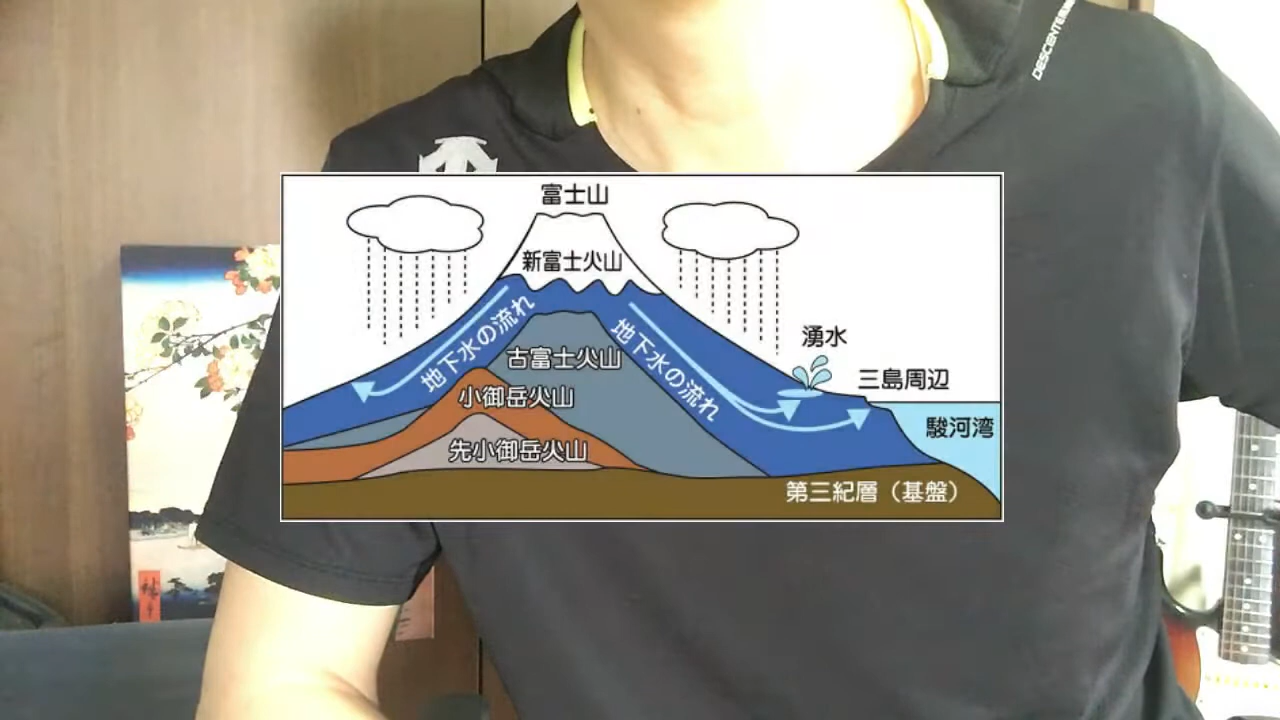 DESCENTE
富士山
新富士火山
地下水の流れ
地下水の流れ
湧水
古富士火山
三島周辺
小御岳火山
駿河湾
先小御岳火山
第三紀層（基盤）